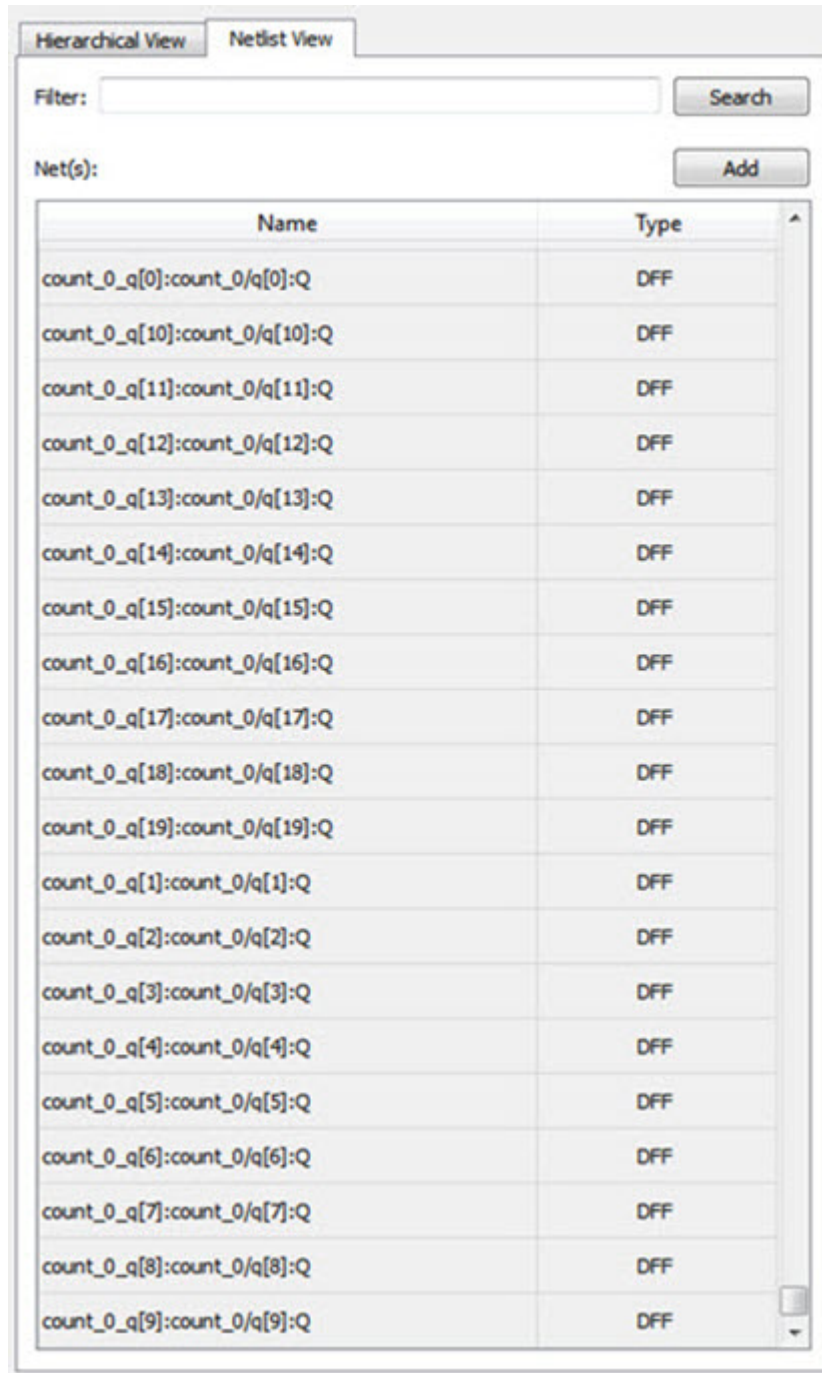 Hierarchical View Netlist View
Filter: Search
Net(s): Add
Name Type
count_0_q[0]:count_0/q[0]:Q DFF
count_0_q[10]:count_0/q[10]:Q DFF
count_0_q[11]:count_0/q[11]:Q DFF
count_0_q[12]:count_0/q[12]:Q DFF
count_0_q[13]:count_0/q[13]:Q DFF
count_0_q[14]:count_0/q[14]:Q DFF
count_0_q[15]:count_0/q[15]:Q DFF
count_0_q[16]:count_0/q[16]:Q DFF
count_0_q[17]:count_0/q[17]:Q DFF
count_0_q[18]:count_0/q[18]:Q DFF
count_0_q[19]:count_0/q[19]:Q DFF
count_0_q[1]:count_0/q[1]:Q DFF
count_0_q[2]:count_0/q[2]:Q DFF
count_0_q[3]:count_0/q[3]:Q DFF
count_0_q[4]:count_0/q[4]:Q DFF
count_0_q[5]:count_0/q[5]:Q DFF
count_0_q[6]:count_0/q[6]:Q DFF
count_0_q[7]:count_0/q[7]:Q DFF
count_0_q[8]:count_0/q[8]:Q DFF
count_0_q[9]:count_0/q[9]:Q DFF